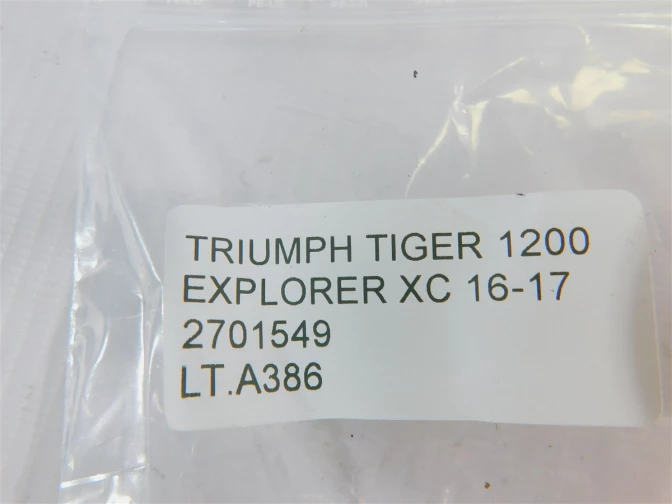 TRIUMPH TIGER 1200
EXPLORER XC 16-17
2701549
LT.A386